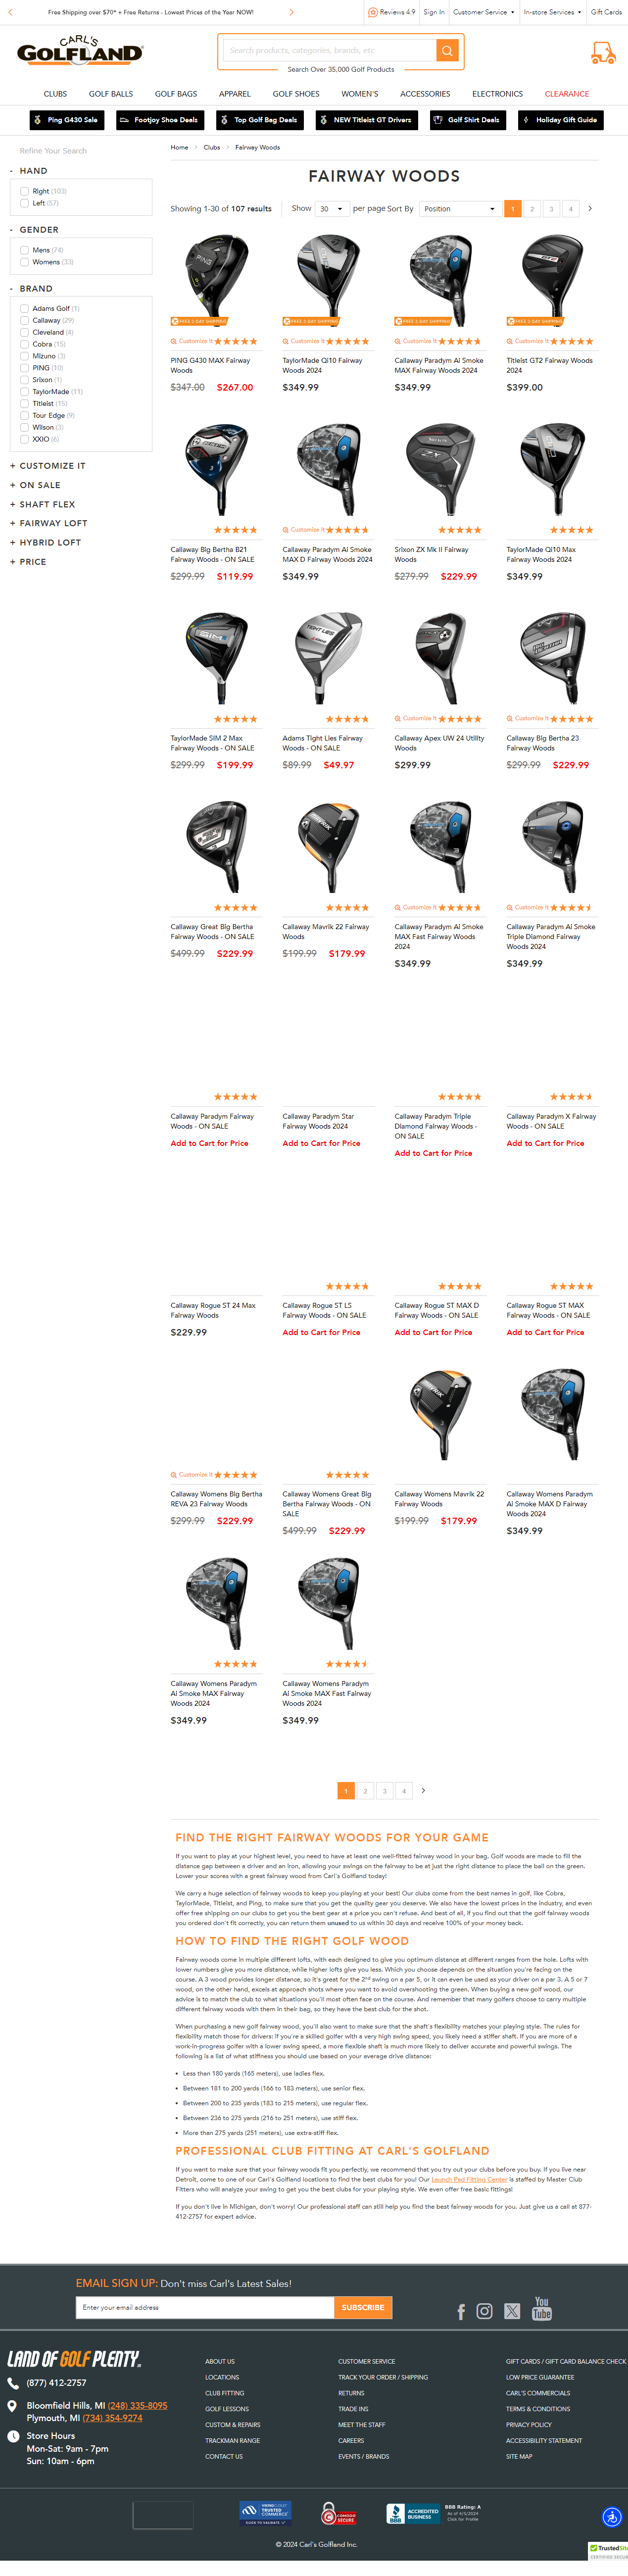 Free Shipping over $70* + Free Returns - Lowest Prices of the Year NOW!
Reviews 4.9
Sign In
Customer Service
In-store Services
Gift Cards
CARL'S GOLFLAND
Search products, categories, brands, etc
Search Over 35,000 Golf Products
CLUBS GOLF BALLS GOLF BAGS APPAREL GOLF SHOES WOMEN'S ACCESSORIES ELECTRONICS CLEARANCE
Ping G430 Sale
Footjoy Shoe Deals
Top Golf Bag Deals
NEW Titleist GT Drivers
Golf Shirt Deals
Holiday Gift Guide
Refine Your Search
- HAND
Right (103)
Left (57)
- GENDER
Mens (74)
Womens (33)
- BRAND
Adams Golf (1)
Callaway (29)
Cleveland (4)
Cobra (15)
Mizuno (3)
PING (10)
Srixon (1)
TaylorMade (11)
Titleist (15)
Tour Edge (9)
Wilson (3)
XXIO (6)
+ CUSTOMIZE IT
+ ON SALE
+ SHAFT FLEX
+ FAIRWAY LOFT
+ HYBRID LOFT
+ PRICE
Home > Clubs > Fairway Woods
FAIRWAY WOODS
Showing 1-30 of 107 results
Show 30 per page Sort By Position
1 2 3 4 >
FREE 2 DAY SHIPPING
FREE 2 DAY SHIPPING
FREE 2 DAY SHIPPING
FREE 2 DAY SHIPPING
Customize It
Customize It
Customize It
Customize It
PING G430 MAX Fairway
Woods
$347.00 $267.00
TaylorMade Qi10 Fairway
Woods 2024
$349.99
Callaway Paradym Ai Smoke
MAX Fairway Woods 2024
$349.99
Titleist GT2 Fairway Woods
2024
$399.00
Callaway Big Bertha B21
Fairway Woods - ON SALE
$299.99 $119.99
Customize It
Callaway Paradym Ai Smoke
MAX D Fairway Woods 2024
$349.99
Srixon ZX Mk II Fairway
Woods
$279.99 $229.99
TaylorMade Qi10 Max
Fairway Woods 2024
$349.99
TaylorMade SIM 2 Max
Fairway Woods - ON SALE
$299.99 $199.99
Adams Tight Lies Fairway
Woods - ON SALE
$89.99 $49.97
Customize It
Callaway Apex UW 24 Utility
Woods
$299.99
Customize It
Callaway Big Bertha 23
Fairway Woods
$299.99 $229.99
Callaway Great Big Bertha
Fairway Woods - ON SALE
$499.99 $229.99
Callaway Mavrik 22 Fairway
Woods
$199.99 $179.99
Customize It
Callaway Paradym Ai Smoke
MAX Fast Fairway Woods
2024
$349.99
Customize It
Callaway Paradym Ai Smoke
Triple Diamond Fairway
Woods 2024
$349.99
Callaway Paradym Fairway
Woods - ON SALE
Add to Cart for Price
Callaway Paradym Star
Fairway Woods 2024
Add to Cart for Price
Callaway Paradym Triple
Diamond Fairway Woods -
ON SALE
Add to Cart for Price
Callaway Paradym X Fairway
Woods - ON SALE
Add to Cart for Price
Callaway Rogue ST 24 Max
Fairway Woods
$229.99
Callaway Rogue ST LS
Fairway Woods - ON SALE
Add to Cart for Price
Callaway Rogue ST MAX D
Fairway Woods - ON SALE
Add to Cart for Price
Callaway Rogue ST MAX
Fairway Woods - ON SALE
Add to Cart for Price
Customize It
Callaway Womens Big Bertha
REVA 23 Fairway Woods
$299.99 $229.99
Callaway Womens Great Big
Bertha Fairway Woods - ON
SALE
$499.99 $229.99
Callaway Womens Mavrik 22
Fairway Woods
$199.99 $179.99
Callaway Womens Paradym
Ai Smoke MAX D Fairway
Woods 2024
$349.99
Callaway Womens Paradym
Ai Smoke MAX Fairway
Woods 2024
$349.99
Callaway Womens Paradym
Ai Smoke MAX Fast Fairway
Woods 2024
$349.99
1 2 3 4 >
FIND THE RIGHT FAIRWAY WOODS FOR YOUR GAME
If you want to play at your highest level, you need to have at least one well-fitted fairway wood in your bag. Golf woods are made to fill the
distance gap between a driver and an iron, allowing your swings on the fairway to be at just the right distance to place the ball on the green.
Lower your scores with a great fairway wood from Carl's Golfland today!
We carry a huge selection of fairway woods to keep you playing at your best! Our clubs come from the best names in golf, like Cobra,
TaylorMade, Titleist, and Ping, to make sure that you get the quality gear you deserve. We also have the lowest prices in the industry, and even
offer free shipping on our clubs to get you the best gear at a price you can't refuse. And best of all, if you find out that the golf fairway woods
you ordered don't fit correctly, you can return them unused to us within 30 days and receive 100% of your money back.
HOW TO FIND THE RIGHT GOLF WOOD
Fairway woods come in multiple different lofts, with each designed to give you optimum distance at different ranges from the hole. Lofts with
lower numbers give you more distance, while higher lofts give you less. Which you choose depends on the situation you're facing on the
course. A 3 wood provides longer distance, so it's great for the 2nd swing on a par 5, or it can even be used as your driver on a par 3. A 5 or 7
wood, on the other hand, excels at approach shots where you want to avoid overshooting the green. When buying a new golf wood, our
advice is to match the club to what situations you'll most often face on the course. And remember that many golfers choose to carry multiple
different fairway woods with them in their bag, so they have the best club for the shot.
When purchasing a new golf fairway wood, you'll also want to make sure that the shaft's flexibility matches your playing style. The rules for
flexibility match those for drivers: if you're a skilled golfer with a very high swing speed, you likely need a stiffer shaft. If you are more of a
work-in-progress golfer with a lower swing speed, a more flexible shaft is much more likely to deliver accurate and powerful swings. The
following is a list of what stiffness you should use based on your average drive distance:
• Less than 180 yards (165 meters), use ladies flex.
• Between 181 to 200 yards (166 to 183 meters), use senior flex.
• Between 200 to 235 yards (183 to 215 meters), use regular flex.
• Between 236 to 275 yards (216 to 251 meters), use stiff flex.
• More than 275 yards (251 meters), use extra-stiff flex.
PROFESSIONAL CLUB FITTING AT CARL'S GOLFLAND
If you want to make sure that your fairway woods fit you perfectly, we recommend that you try out your clubs before you buy. If you live near
Detroit, come to one of our Carl's Golfland locations to find the best clubs for you! Our Launch Pad Fitting Center is staffed by Master Club
Fitters who will analyze your swing to get you the best clubs for your playing style. We even offer free basic fittings!
If you don't live in Michigan, don't worry! Our professional staff can still help you find the best fairway woods for you. Just give us a call at 877-
412-2757 for expert advice.
EMAIL SIGN UP: Don't miss Carl's Latest Sales!
Enter your email address
SUBSCRIBE
LAND OF GOLF PLENTY.
(877) 412-2757
Bloomfield Hills, MI (248) 335-8095
Plymouth, MI (734) 354-9274
Store Hours
Mon-Sat: 9am - 7pm
Sun: 10am - 6pm
ABOUT US
LOCATIONS
CLUB FITTING
GOLF LESSONS
CUSTOM & REPAIRS
TRACKMAN RANGE
CONTACT US
CUSTOMER SERVICE
TRACK YOUR ORDER / SHIPPING
RETURNS
TRADE INS
MEET THE STAFF
CAREERS
EVENTS / BRANDS
GIFT CARDS / GIFT CARD BALANCE CHECK
LOW PRICE GUARANTEE
CARL'S COMMERCIALS
TERMS & CONDITIONS
PRIVACY POLICY
ACCESSIBILITY STATEMENT
SITE MAP
TRUSTED
COMMERCE
COMODO
SECURE
BBB
ACCREDITED
BUSINESS
BBB Rating: A
Click for Profile
© 2024 Carl's Golfland Inc.
TrustedSite
CERTIFIED SECURE